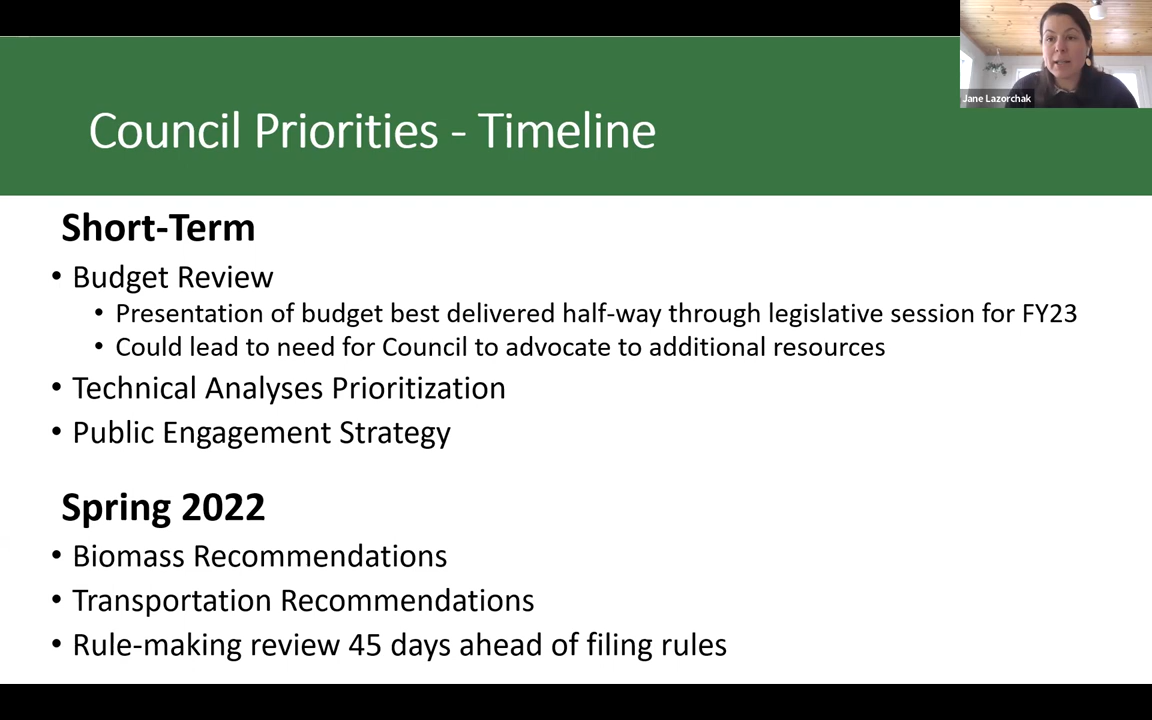 Jane Lazorchak
Council Priorities - Timeline
Short-Term
• Budget Review
• Presentation of budget best delivered half-way through legislative session for FY23
• Could lead to need for Council to advocate to additional resources
• Technical Analyses Prioritization
• Public Engagement Strategy
Spring 2022
• Biomass Recommendations
• Transportation Recommendations
• Rule-making review 45 days ahead of filing rules